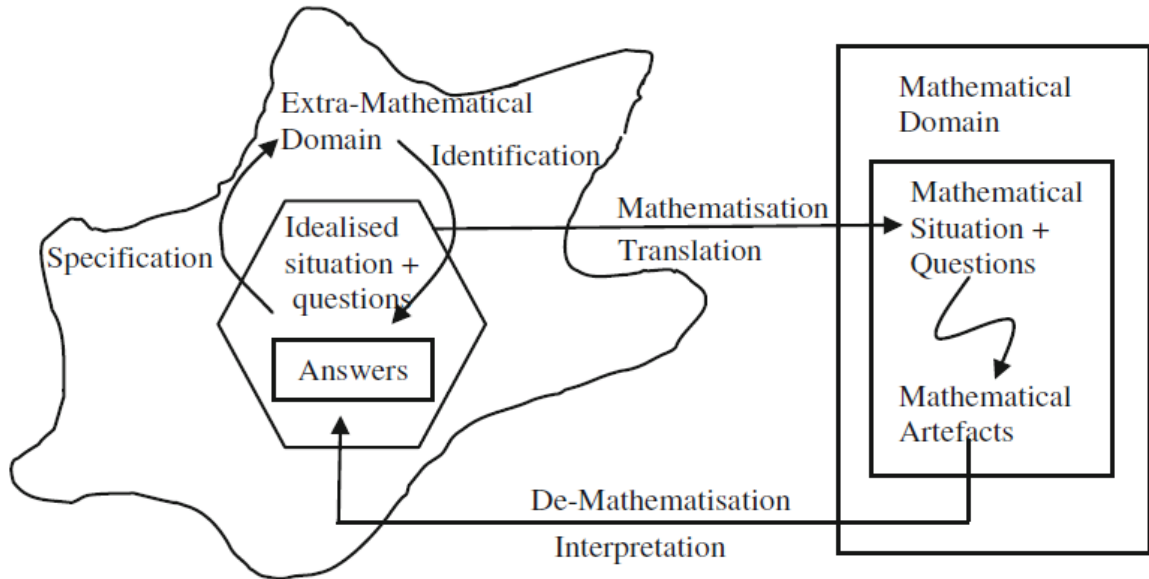 Extra-Mathematical
Domain
Identification
Specification
Idealised
situation +
questions
Answers
Mathematisation
Translation
Mathematical
Domain
Mathematical
Situation +
Questions
Mathematical
Artefacts
De-Mathematisation
Interpretation